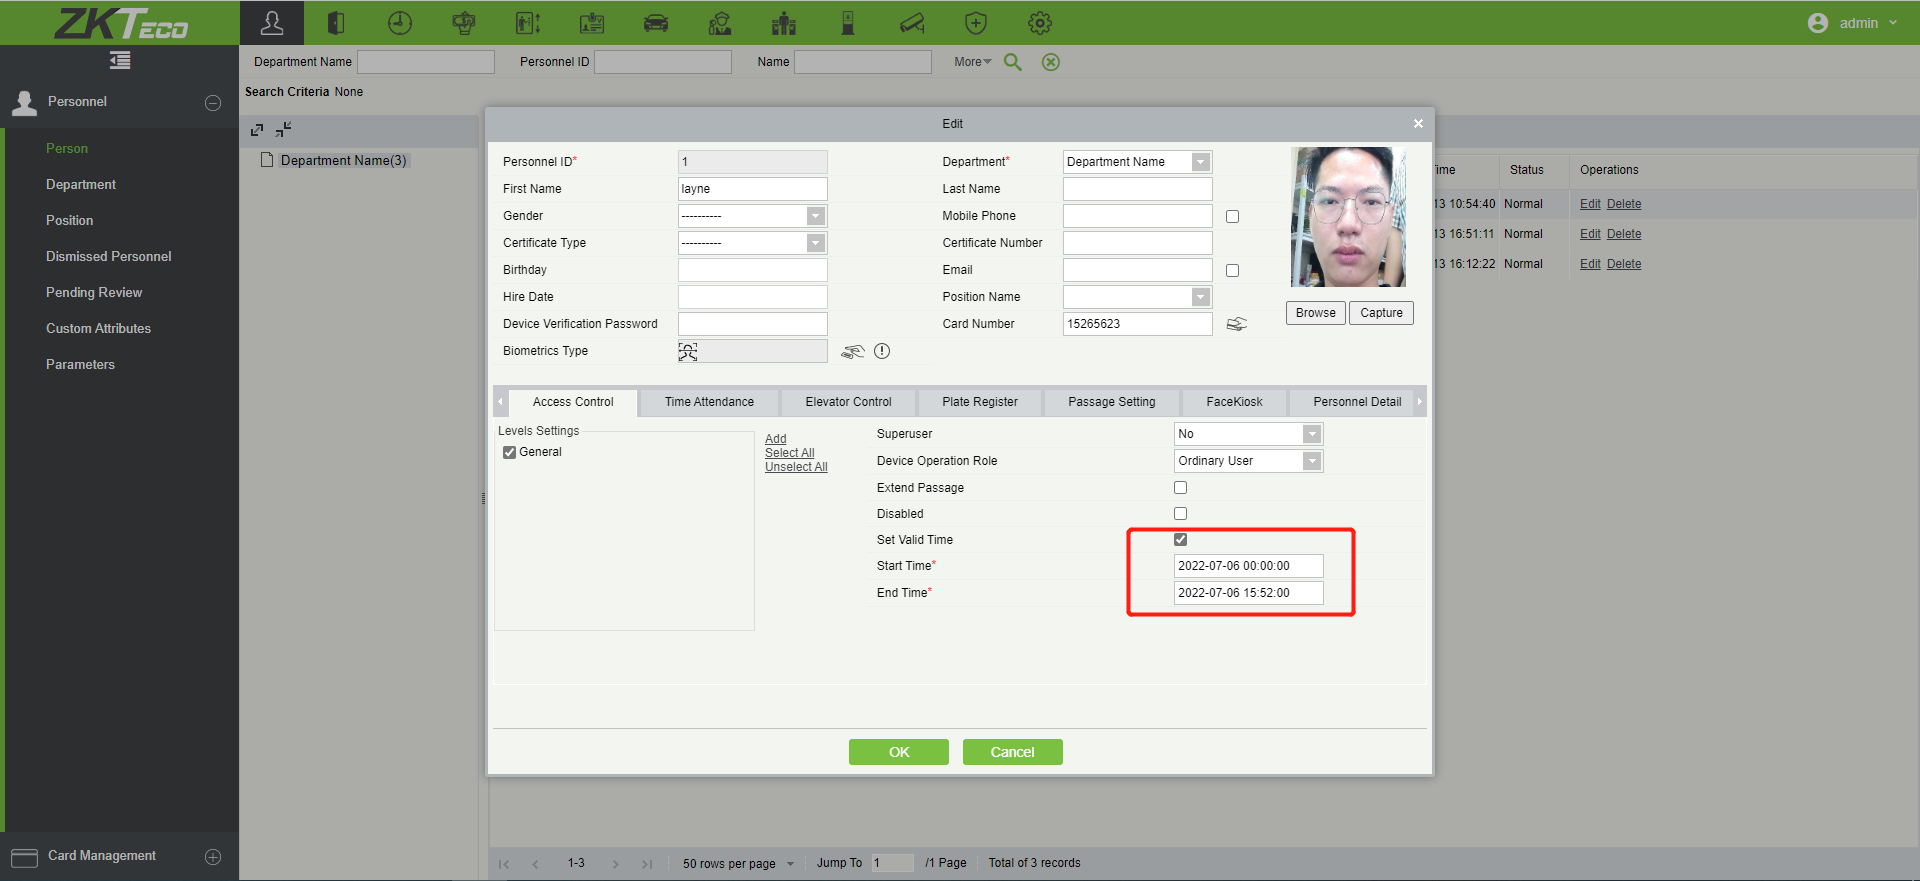 ZKTECO
admin
Department Name
Personnel ID
Name
More
Search Criteria None
Personnel
Person
Department
Position
Dismissed Personnel
Pending Review
Custom Attributes
Parameters
Card Management
Department Name(3)
Time Status Operations
13 10:54:40 Normal Edit Delete
13 16:51:11 Normal Edit Delete
13 16:12:22 Normal Edit Delete
Edit
Personnel ID* 1
Department* Department Name
First Name layne
Last Name
Gender ----------
Mobile Phone
Certificate Type ----------
Certificate Number
Birthday
Email
Hire Date
Position Name
Device Verification Password
Card Number 15265623
Biometrics Type
Browse Capture
Access Control Time Attendance Elevator Control Plate Register Passage Setting FaceKiosk Personnel Detail
Levels Settings
General
Add
Select All
Unselect All
Superuser No
Device Operation Role Ordinary User
Extend Passage
Disabled
Set Valid Time
Start Time* 2022-07-06 00:00:00
End Time* 2022-07-06 15:52:00
OK Cancel
1-3 50 rows per page Jump To 1 /1 Page Total of 3 records